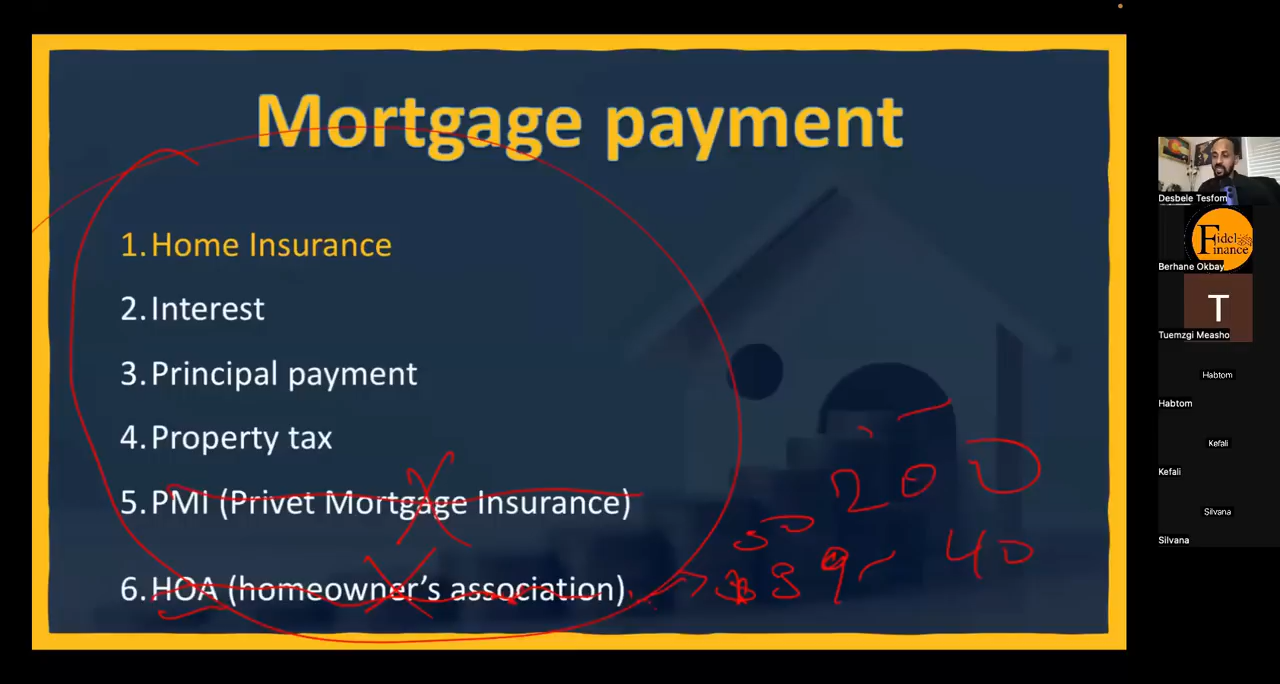 Mortgage payment
1. Home Insurance
2. Interest
3. Principal payment
4. Property tax
5. PMI (Privet Mortgage Insurance)
6. HOA (homeowner's association)
200
40
Desbele Tesfom
Fidel
Finance
Berhane Okbay
T
Tuemzgi Measho
Habtom
Habtom
Kefali
Kefali
Silvana
Silvana